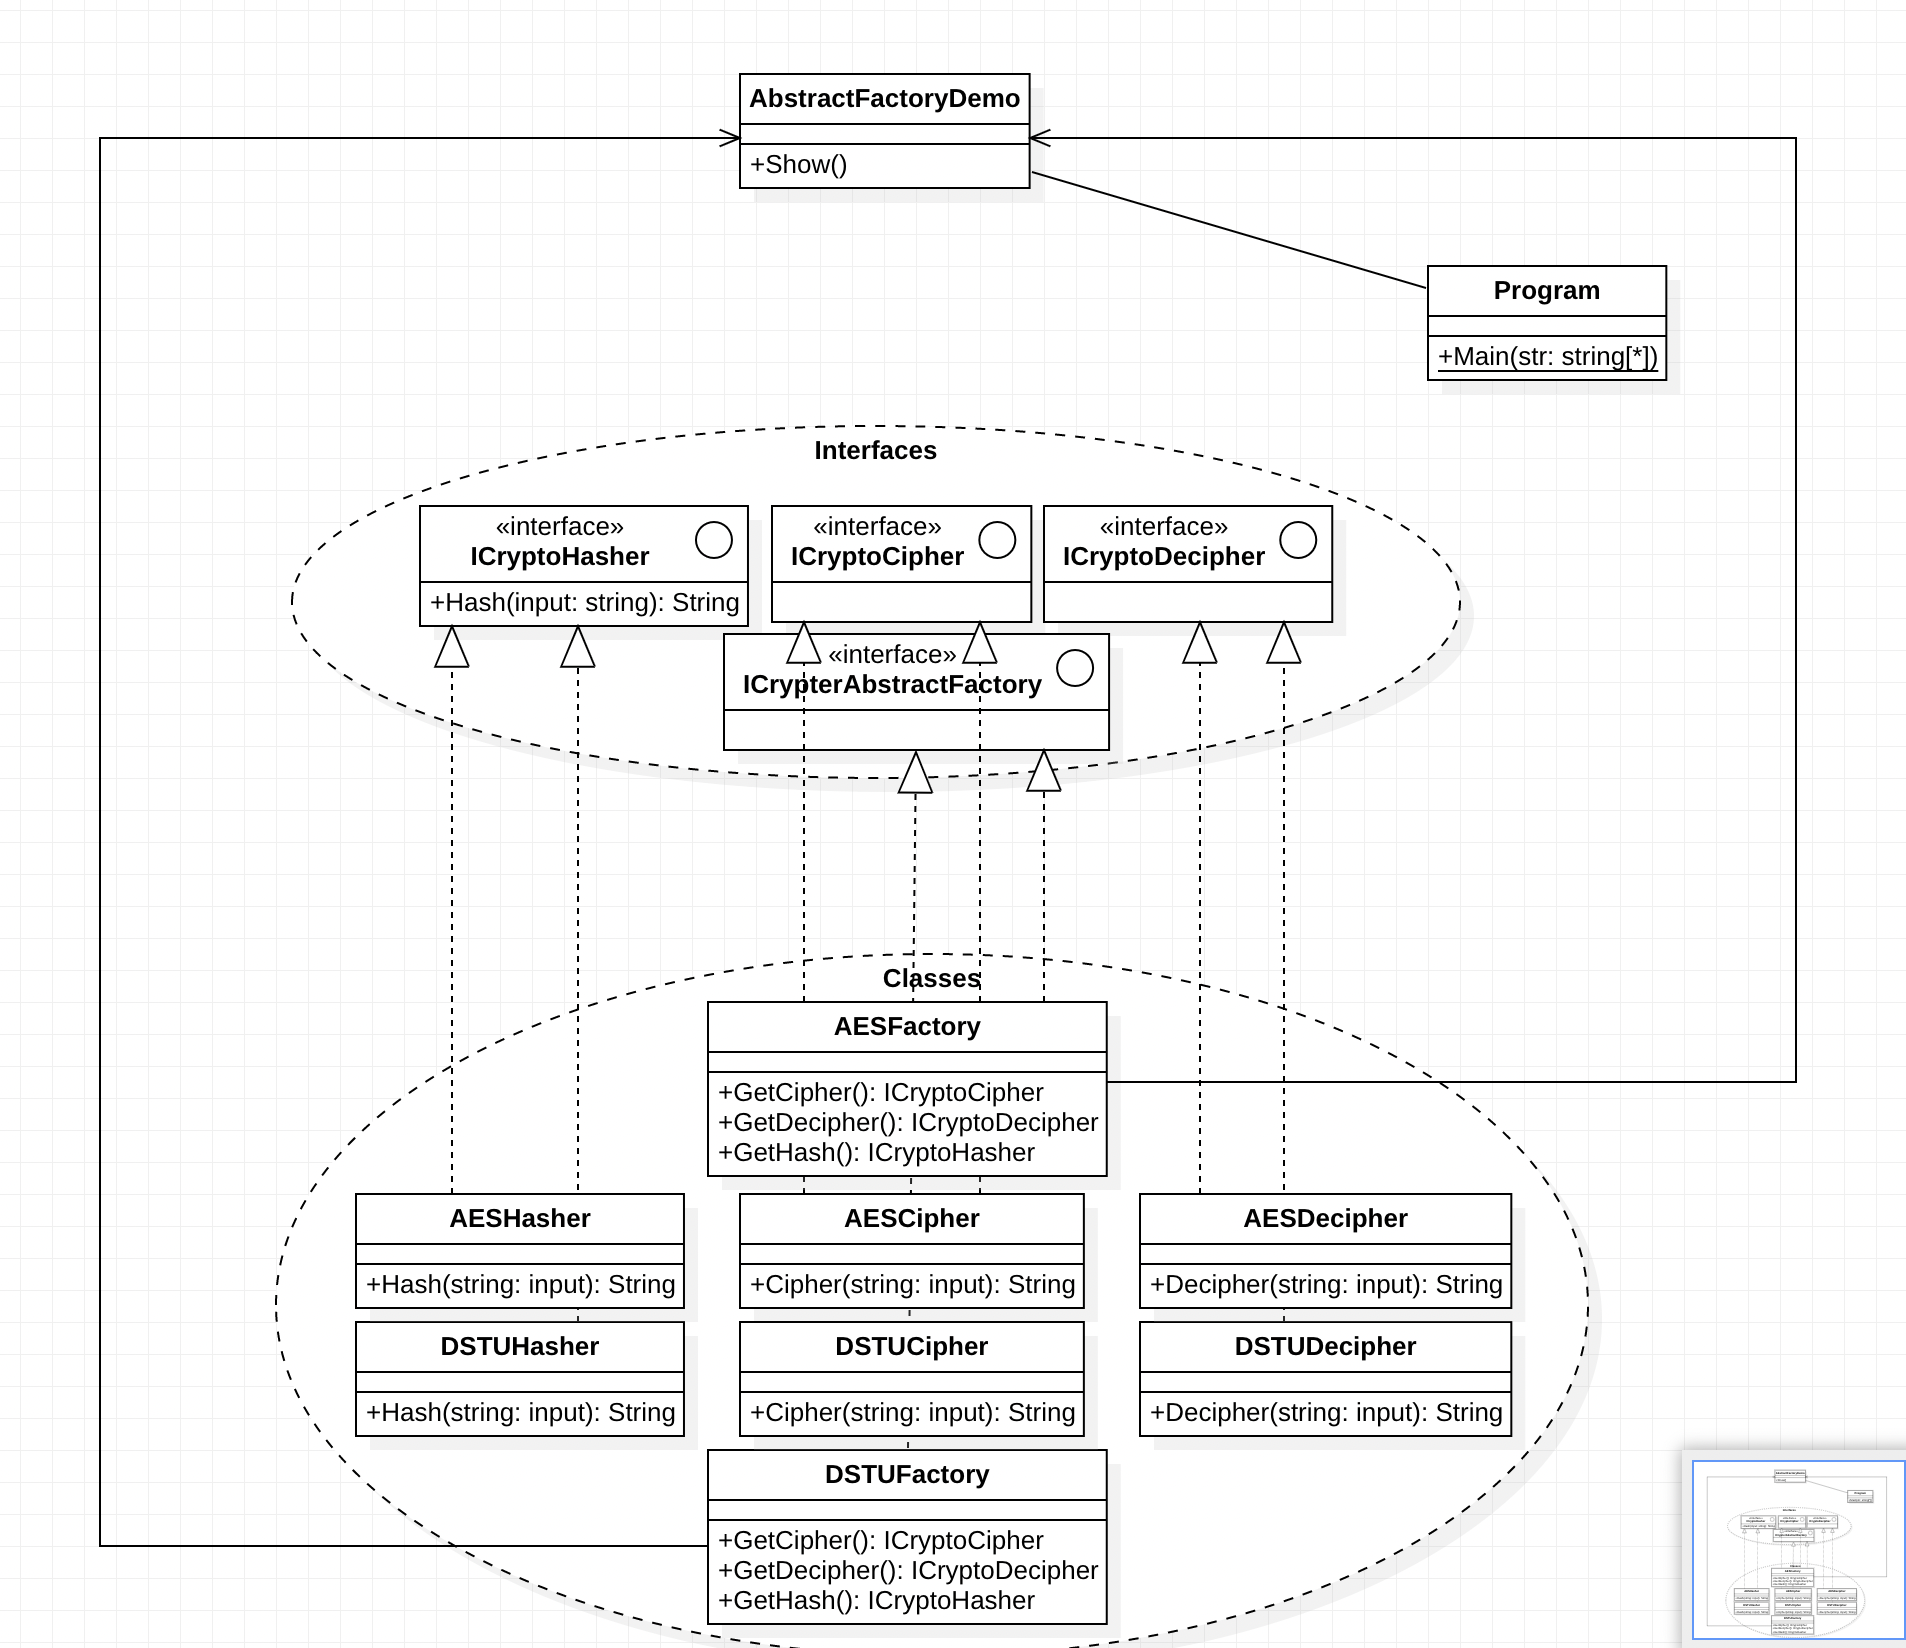 AbstractFactoryDemo
+Show()
Program
+Main(str: string[*])
Interfaces
«interface»
ICryptoHasher
+Hash(input: string): String
«interface»
ICryptoCipher
«interface»
ICryptoDecipher
«interface»
ICrypterAbstractFactory
Classes
AESFactory
+GetCipher(): ICryptoCipher
+GetDecipher(): ICryptoDecipher
+GetHash(): ICryptoHasher
AESHasher
+Hash(string: input): String
AESCipher
+Cipher(string: input): String
AESDecipher
+Decipher(string: input): String
DSTUHasher
+Hash(string: input): String
DSTUCipher
+Cipher(string: input): String
DSTUDecipher
+Decipher(string: input): String
DSTUFactory
+GetCipher(): ICryptoCipher
+GetDecipher(): ICryptoDecipher
+GetHash(): ICryptoHasher